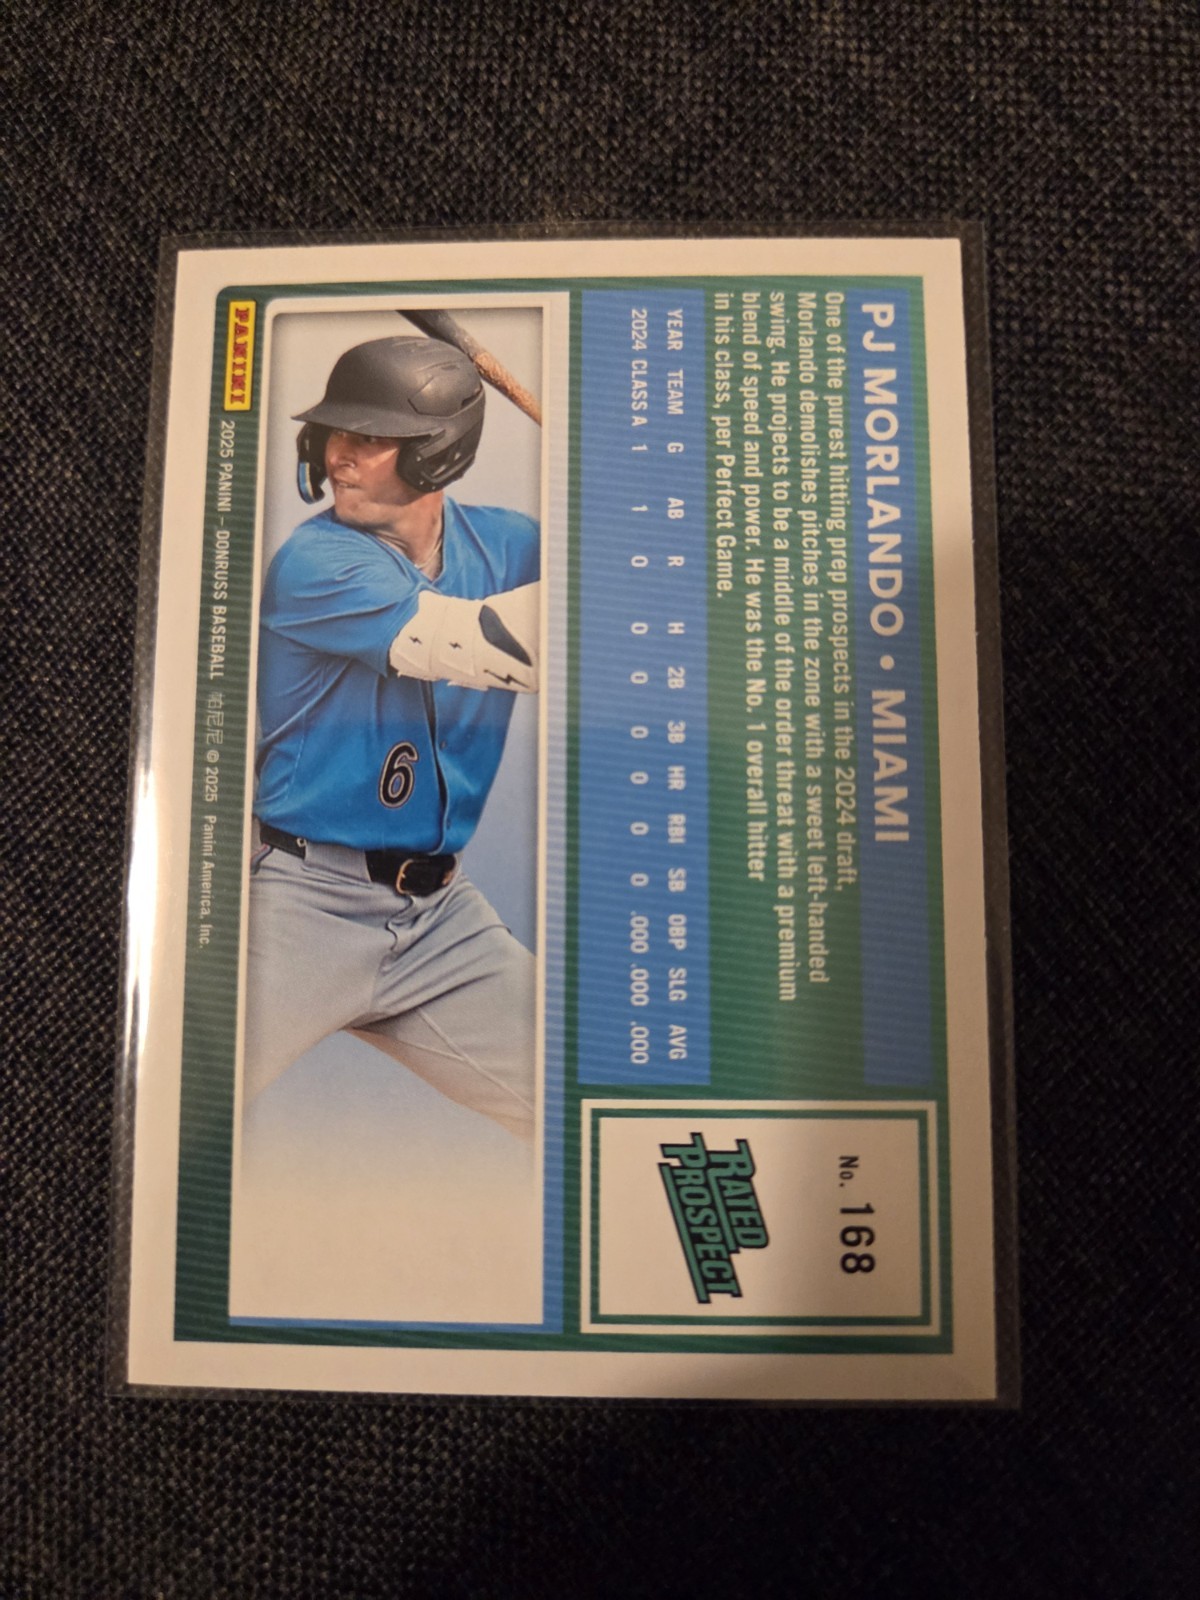 PJ MORLANDO • MIAMI
One of the purest hitting prep prospects in the 2024 draft,
Morlando demolishes pitches in the zone with a sweet left-handed
swing. He projects to be a middle of the order threat with a premium
blend of speed and power. He was the No. 1 overall hitter
in his class, per Perfect Game.
YEAR TEAM G AB R H 2B 3B HR RBI SB OBP SLG AVG
2024 CLASS A 1 1 0 0 0 0 0 0 0 .000 .000 .000
No. 168
RATED
PROSPECT
6
PANINI
2025 PANINI – DONRUSS BASEBALL 帕尼尼 © 2025 Panini America, Inc.